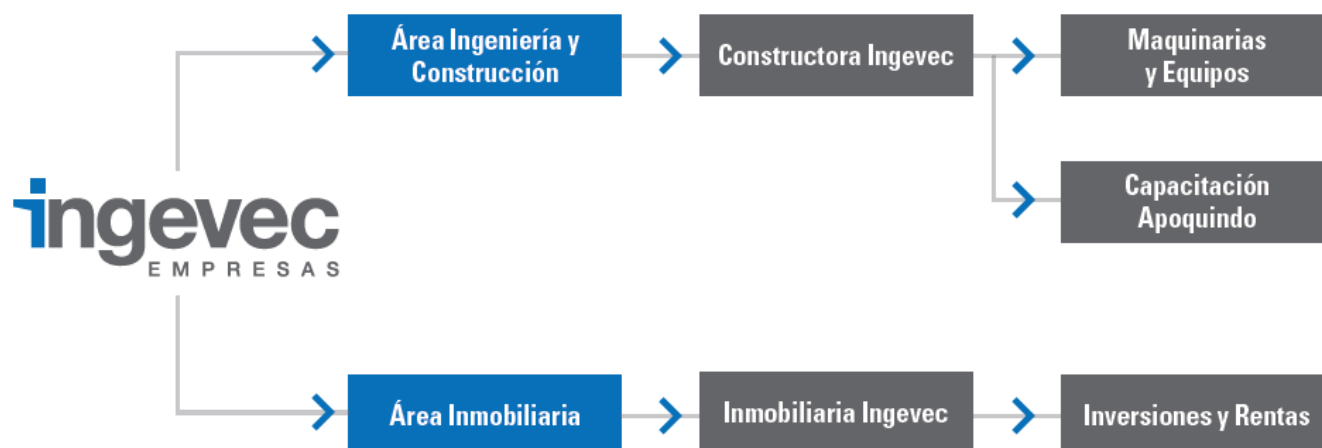 Área Ingeniería y
Construcción
Constructora Ingevec
Maquinarias
y Equipos
Capacitación
Apoquindo
ingevec
EMPRESAS
Área Inmobiliaria
Inmobiliaria Ingevec
Inversiones y Rentas